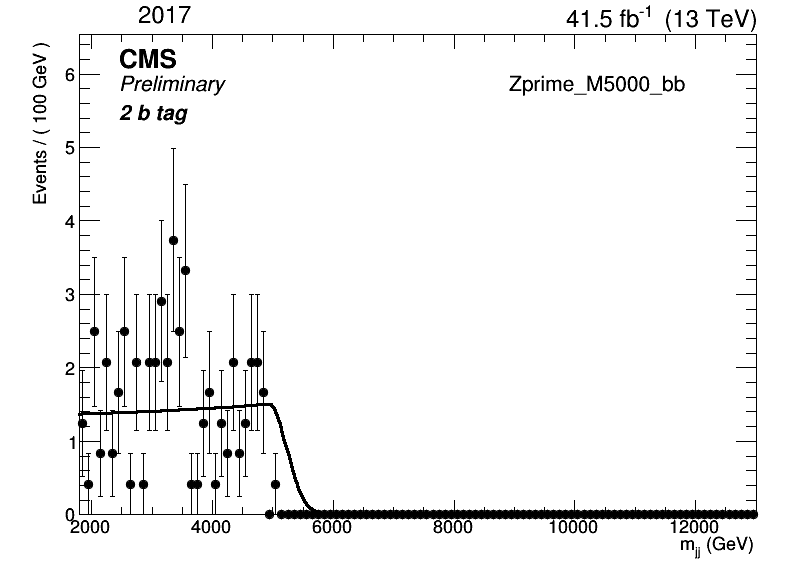 2017
41.5 fb-1 (13 TeV)
CMS
Preliminary
Zprime_M5000_bb
2 b tag
Events / ( 100 GeV )
6
5
4
3
2
1
0
2000 4000 6000 8000 10000 12000
mjj (GeV)